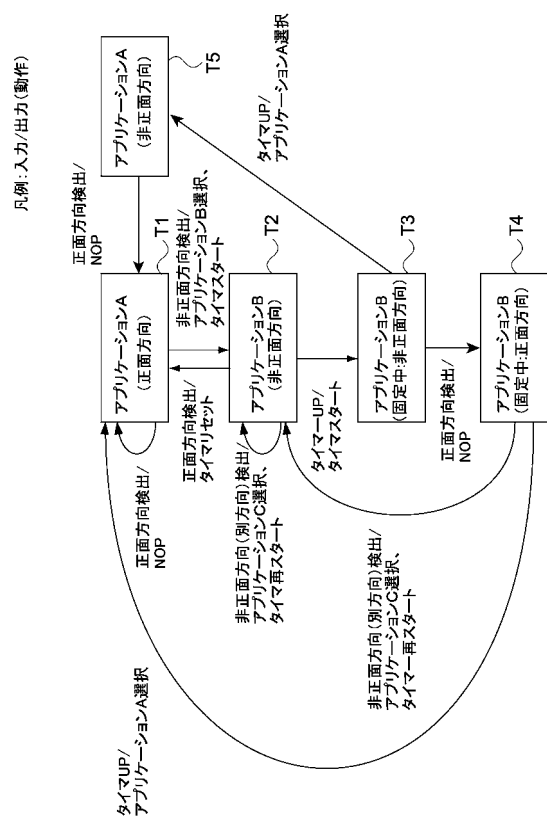 凡例:入力/出力(動作)
アプリケーションA
(非正面方向)
T5
正面方向検出/
NOP
アプリケーションA
(正面方向)
T1
正面方向検出/
NOP
非正面方向検出/
アプリケーションB選択、
タイマスタート
正面方向検出/
タイマリセット
アプリケーションB
(非正面方向)
T2
非正面方向(別方向)検出/
アプリケーションC選択、
タイマ再スタート
タイマーUP/
タイマスタート
アプリケーションB
(固定中:非正面方向)
T3
タイマUP/
アプリケーションA選択
正面方向検出/
NOP
アプリケーションB
(固定中:正面方向)
T4
非正面方向(別方向)検出/
アプリケーションC選択、
タイマー再スタート
タイマUP/
アプリケーションA選択